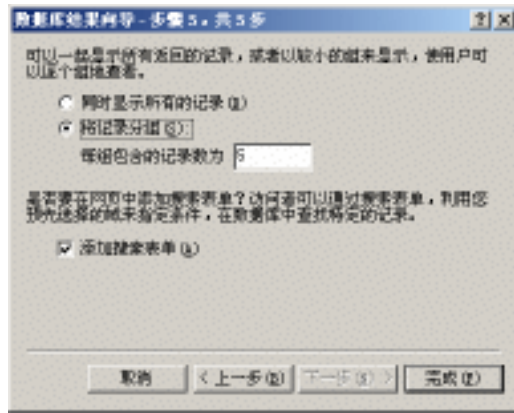 数据库结果向导 - 步骤 5，共 5 步
可以一起显示所有返回的记录，或者以较小的组来显示，使用户可
以逐个组地查看。
同时显示所有的记录(I)
将记录分组(G):
每组包含的记录数为 5
是否要在网页中添加搜索表单？访问者可以通过搜索表单，利用您
预先选择的域来指定条件，在数据库中查找特定的记录。
添加搜索表单(A)
取消 < 上一步(B) 下一步(N) > 完成(F)